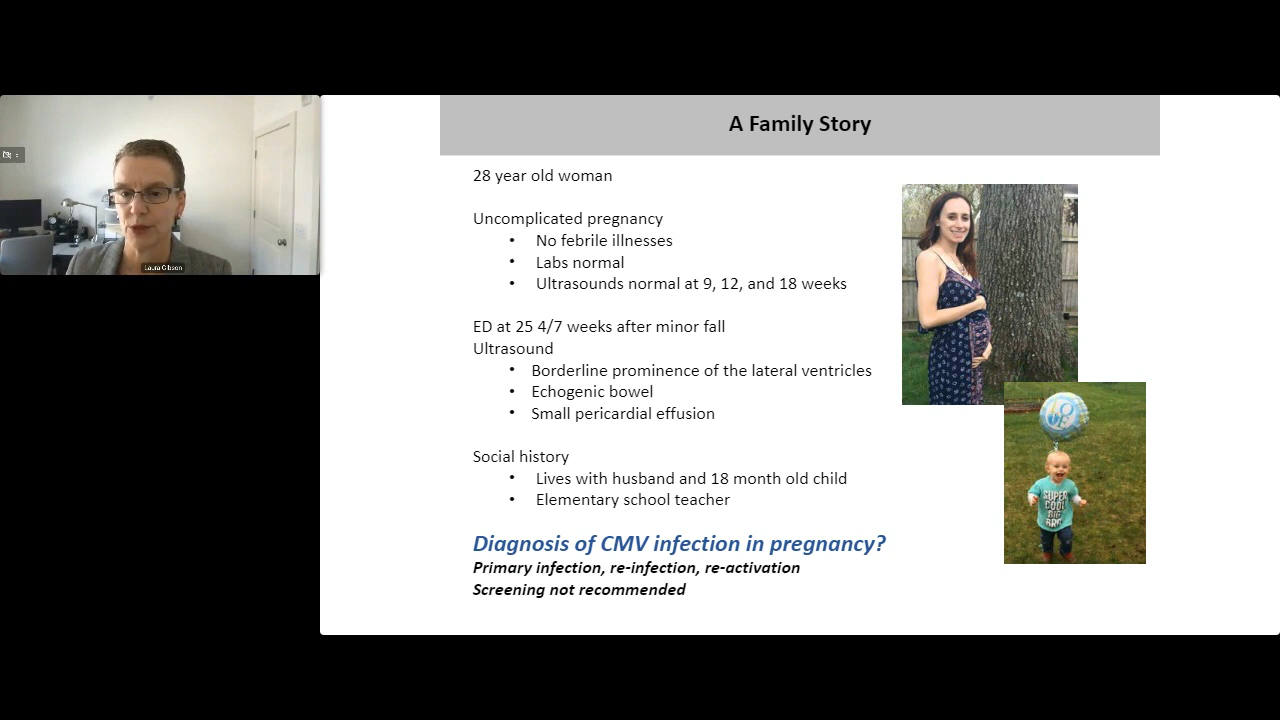 A Family Story
28 year old woman
Uncomplicated pregnancy
• No febrile illnesses
• Labs normal
• Ultrasounds normal at 9, 12, and 18 weeks
ED at 25 4/7 weeks after minor fall
Ultrasound
• Borderline prominence of the lateral ventricles
• Echogenic bowel
• Small pericardial effusion
Social history
• Lives with husband and 18 month old child
• Elementary school teacher
Diagnosis of CMV infection in pregnancy?
Primary infection, re-infection, re-activation
Screening not recommended
Laura Gibson
SUPER
COOL
BIG
BRO